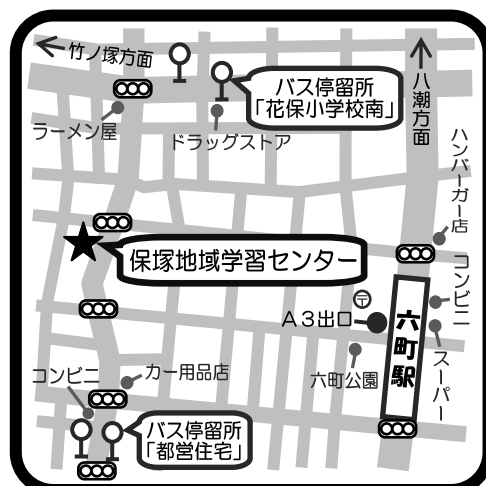 竹ノ塚方面
バス停留所
「花保小学校南」
八潮方面
ラーメン屋
ドラッグストア
ハンバーガー店
保塚地域学習センター
コンビニ
〒
A3出口
六町駅
スーパー
六町公園
カー用品店
コンビニ
バス停留所
「都営住宅」